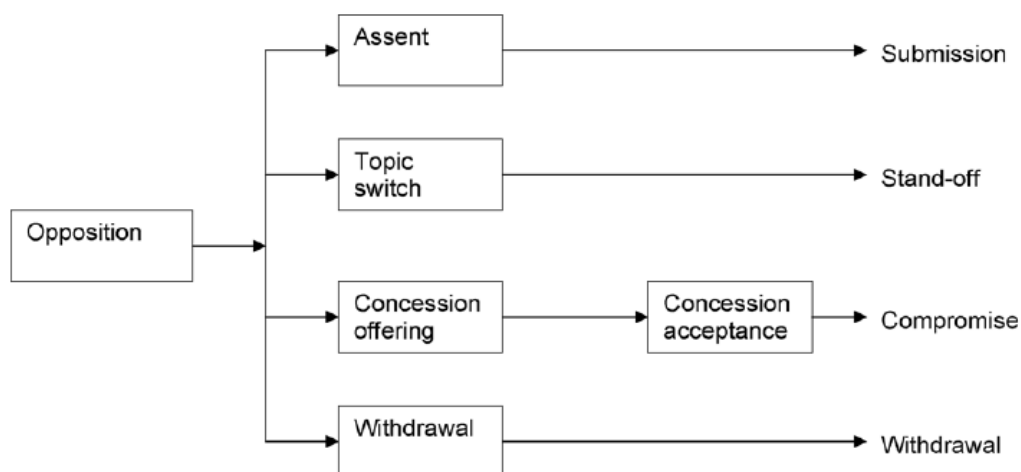 Assent
Submission
Topic
switch
Stand-off
Opposition
Concession
offering
Concession
acceptance
Compromise
Withdrawal
Withdrawal